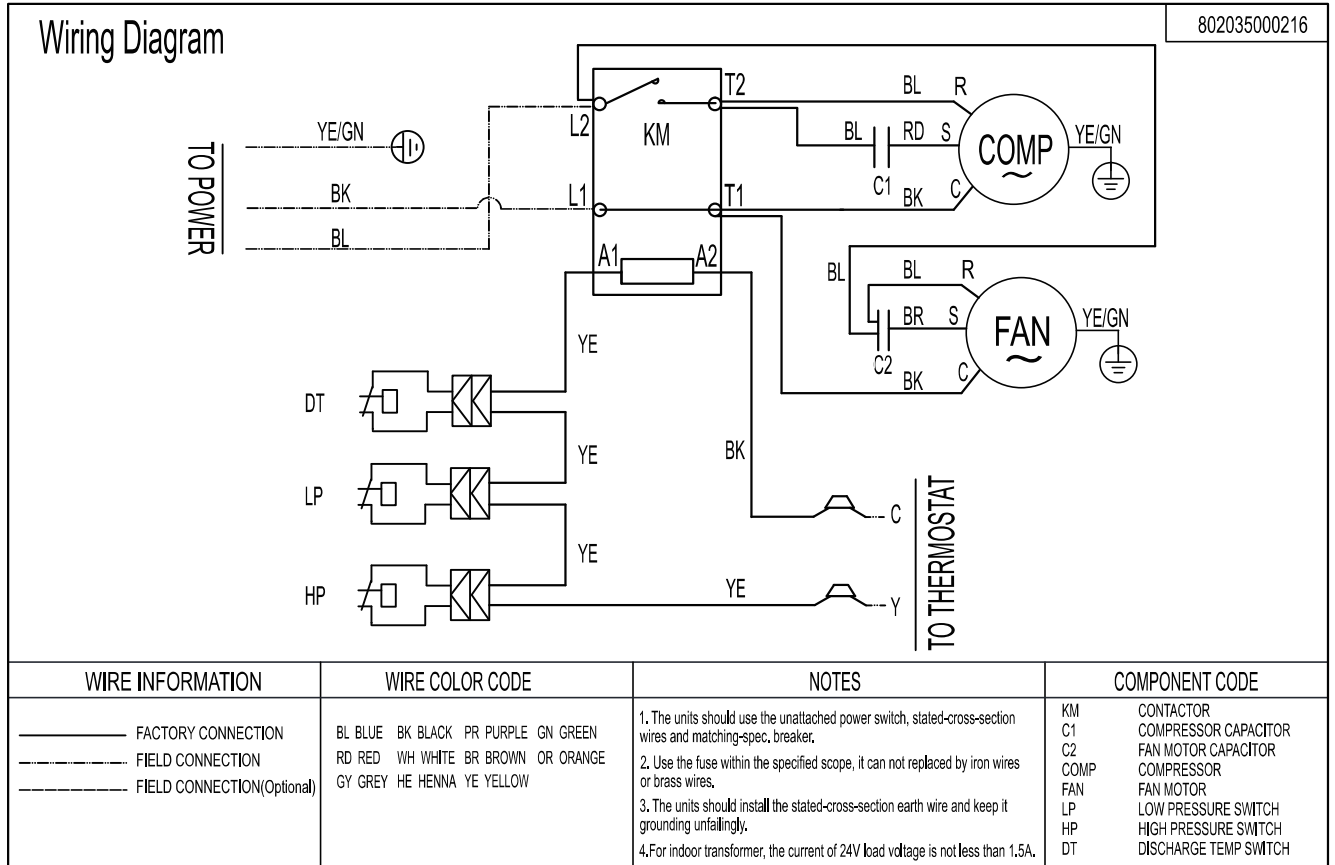 Wiring Diagram
802035000216
TO POWER
YE/GN
BK
BL
L2
T2
KM
L1
T1
A1
A2
BL
R
BL
RD
S
C1
COMP
BK
C
YE/GN
BL
BL
R
BR
S
C2
FAN
BK
C
YE/GN
YE
DT
YE
BK
LP
YE
HP
YE
C
Y
TO THERMOSTAT
WIRE INFORMATION
FACTORY CONNECTION
FIELD CONNECTION
FIELD CONNECTION(Optional)
WIRE COLOR CODE
BL BLUE BK BLACK PR PURPLE GN GREEN
RD RED WH WHITE BR BROWN OR ORANGE
GY GREY HE HENNA YE YELLOW
NOTES
1. The units should use the unattached power switch, stated-cross-section
wires and matching-spec. breaker.
2. Use the fuse within the specified scope, it can not replaced by iron wires
or brass wires.
3. The units should install the stated-cross-section earth wire and keep it
grounding unfailingly.
4.For indoor transformer, the current of 24V load voltage is not less than 1.5A.
COMPONENT CODE
KM CONTACTOR
C1 COMPRESSOR CAPACITOR
C2 FAN MOTOR CAPACITOR
COMP COMPRESSOR
FAN FAN MOTOR
LP LOW PRESSURE SWITCH
HP HIGH PRESSURE SWITCH
DT DISCHARGE TEMP SWITCH